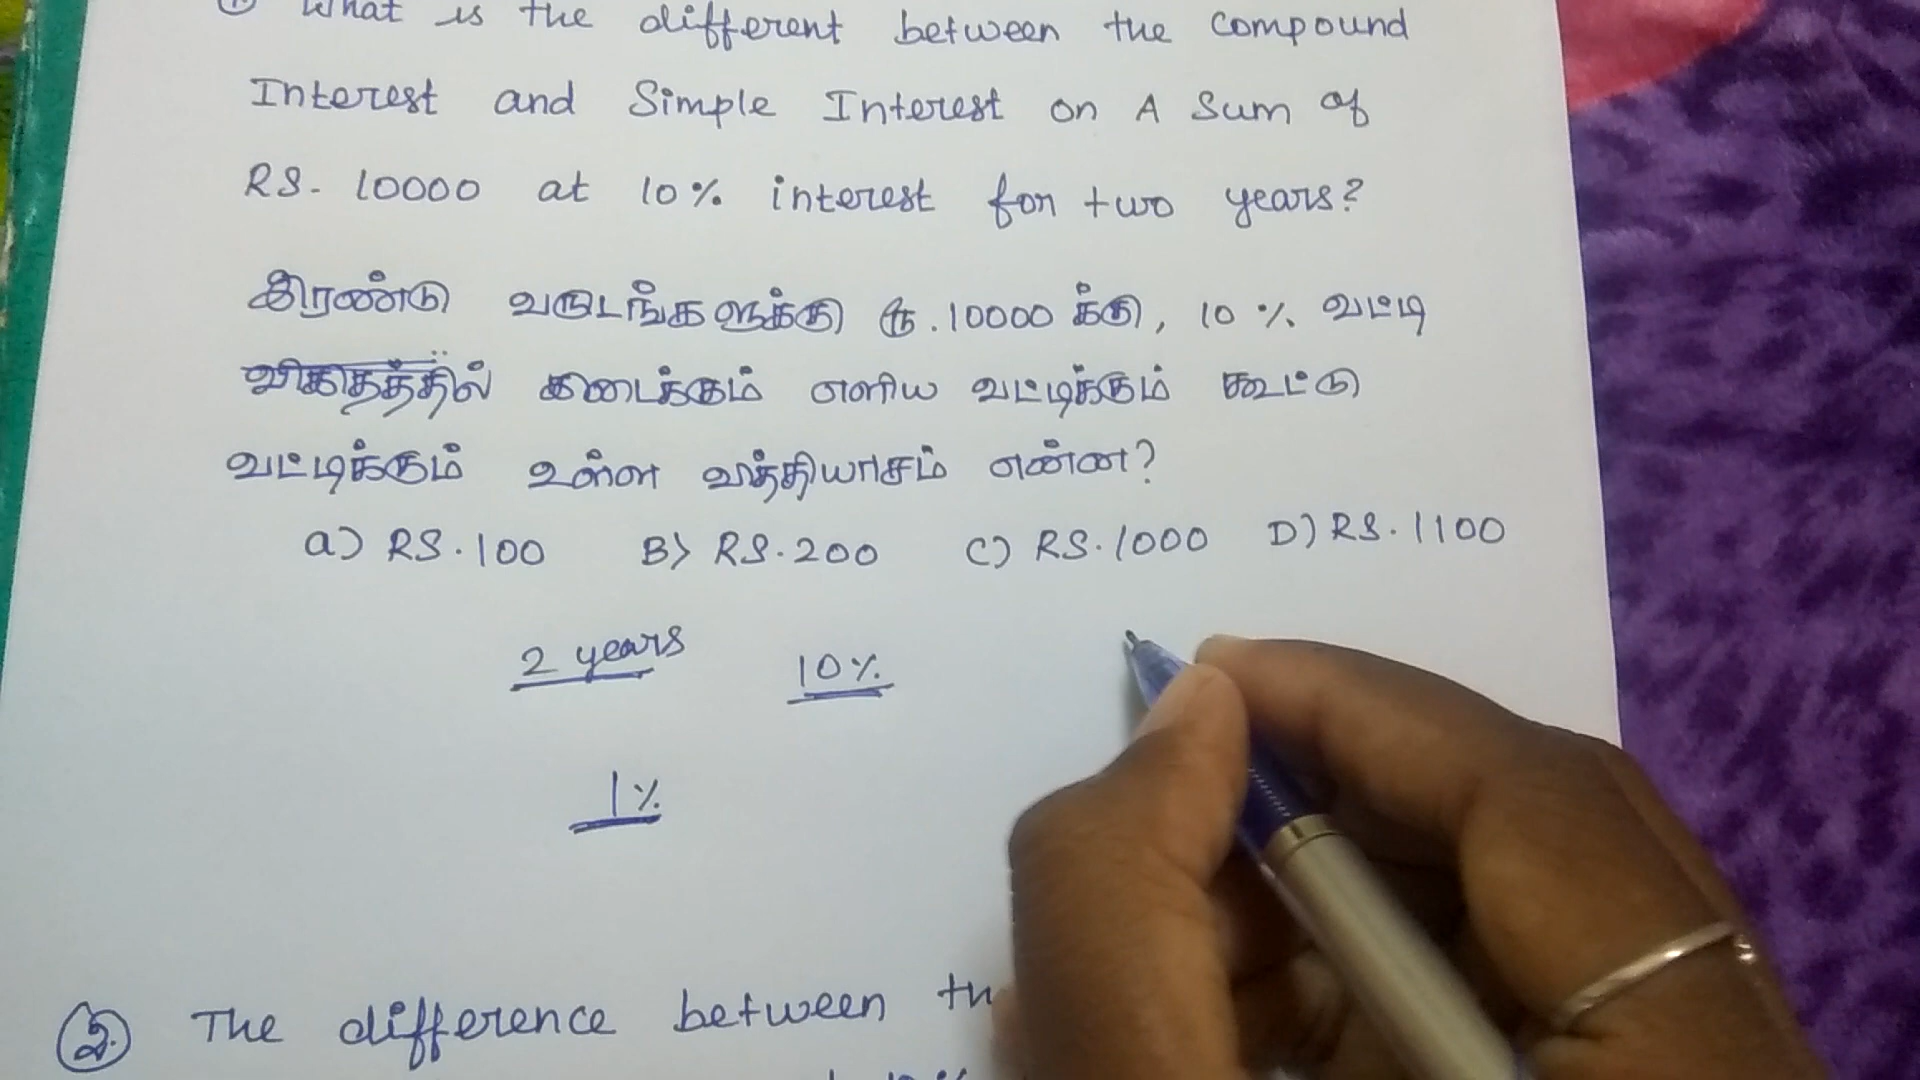 ① What is the different between the compound
Interest and Simple Interest on A Sum of
RS. 10000 at 10% interest for two years?
இரண்டு வருடங்களுக்கு ரூ.10000 க்கு, 10 % வட்டி
விகிதத்தில் கிடைக்கும் எளிய வட்டிக்கும் கூட்டு
வட்டிக்கும் உள்ள வித்தியாசம் என்ன?
a) RS.100 B) RS.200 C) RS.1000 D) RS.1100
2 years 10%
1%
②. The difference between th